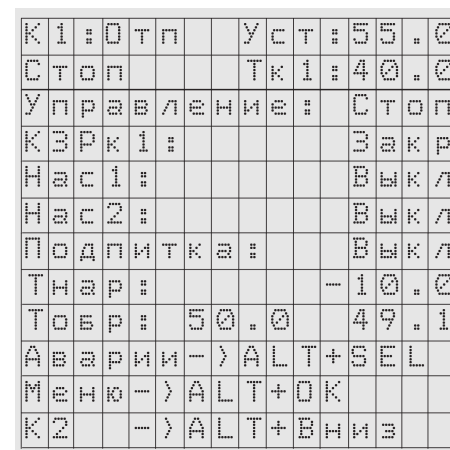 К1:Отп Уст:55.0
Стоп Тк1:40.0
Управление: Стоп
КЗРк1: Закр
Нас1: Выкл
Нас2: Выкл
Подпитка: Выкл
Тнар: -10.0
Тобр: 50.0 49.1
Аварии->ALT+SEL
Меню->ALT+OK
К2 ->ALT+Вниз